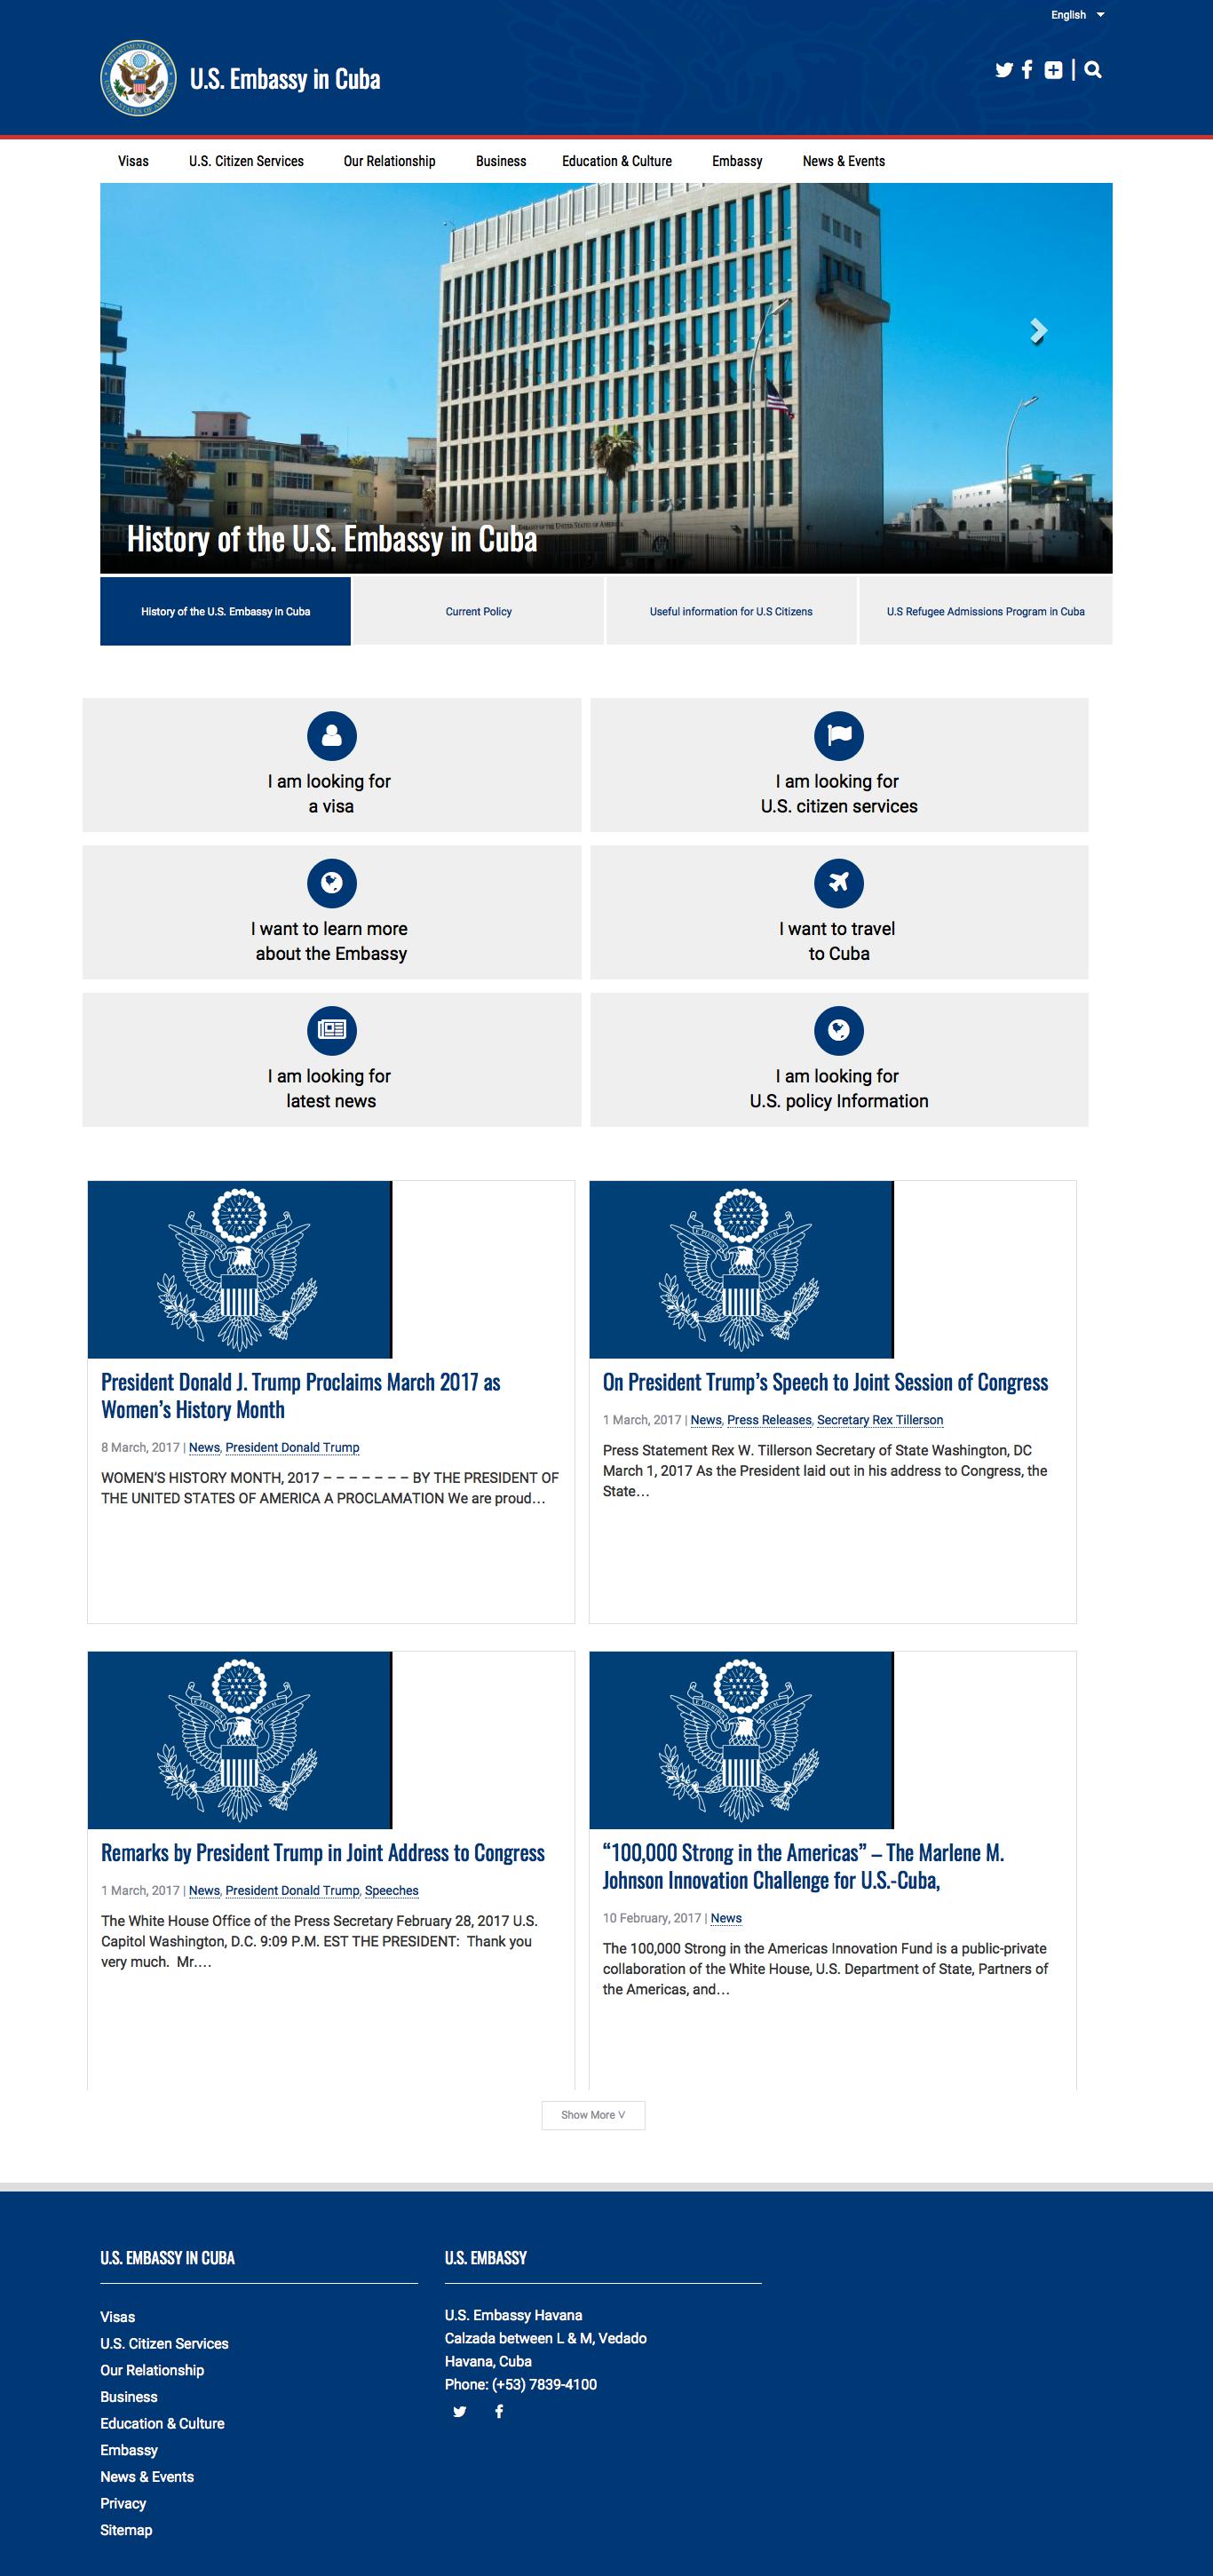 English
U.S. Embassy in Cuba
Visas
U.S. Citizen Services
Our Relationship
Business
Education & Culture
Embassy
News & Events
EMBASSY OF THE UNITED STATES OF AMERICA
History of the U.S. Embassy in Cuba
History of the U.S. Embassy in Cuba
Current Policy
Useful information for U.S Citizens
U.S Refugee Admissions Program in Cuba
I am looking for
a visa
I am looking for
U.S. citizen services
I want to learn more
about the Embassy
I want to travel
to Cuba
I am looking for
latest news
I am looking for
U.S. policy Information
President Donald J. Trump Proclaims March 2017 as
Women’s History Month
8 March, 2017 | News, President Donald Trump
WOMEN’S HISTORY MONTH, 2017 – – – – – – – BY THE PRESIDENT OF
THE UNITED STATES OF AMERICA A PROCLAMATION We are proud…
On President Trump’s Speech to Joint Session of Congress
1 March, 2017 | News, Press Releases, Secretary Rex Tillerson
Press Statement Rex W. Tillerson Secretary of State Washington, DC
March 1, 2017 As the President laid out in his address to Congress, the
State…
Remarks by President Trump in Joint Address to Congress
1 March, 2017 | News, President Donald Trump, Speeches
The White House Office of the Press Secretary February 28, 2017 U.S.
Capitol Washington, D.C. 9:09 P.M. EST THE PRESIDENT:  Thank you
very much.  Mr.…
“100,000 Strong in the Americas” – The Marlene M.
Johnson Innovation Challenge for U.S.-Cuba,
10 February, 2017 | News
The 100,000 Strong in the Americas Innovation Fund is a public-private
collaboration of the White House, U.S. Department of State, Partners of
the Americas, and…
Show More ∨
U.S. EMBASSY IN CUBA
Visas
U.S. Citizen Services
Our Relationship
Business
Education & Culture
Embassy
News & Events
Privacy
Sitemap
U.S. EMBASSY
U.S. Embassy Havana
Calzada between L & M, Vedado
Havana, Cuba
Phone: (+53) 7839-4100